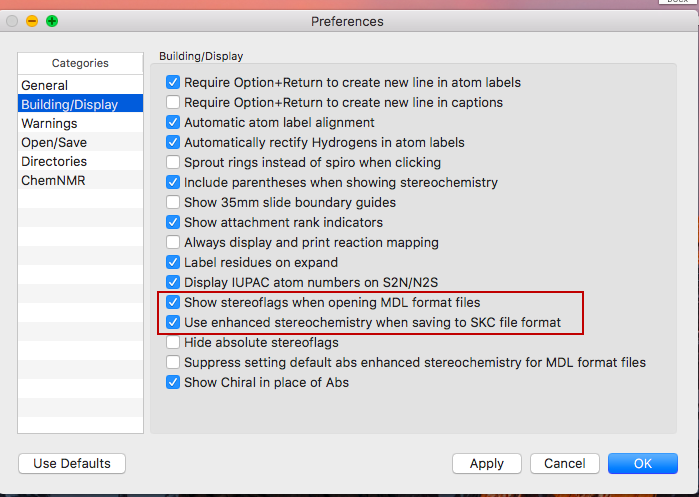 Preferences
Categories
General
Building/Display
Warnings
Open/Save
Directories
ChemNMR
Building/Display
Require Option+Return to create new line in atom labels
Require Option+Return to create new line in captions
Automatic atom label alignment
Automatically rectify Hydrogens in atom labels
Sprout rings instead of spiro when clicking
Include parentheses when showing stereochemistry
Show 35mm slide boundary guides
Show attachment rank indicators
Always display and print reaction mapping
Label residues on expand
Display IUPAC atom numbers on S2N/N2S
Show stereoflags when opening MDL format files
Use enhanced stereochemistry when saving to SKC file format
Hide absolute stereoflags
Suppress setting default abs enhanced stereochemistry for MDL format files
Show Chiral in place of Abs
Use Defaults
Apply
Cancel
OK